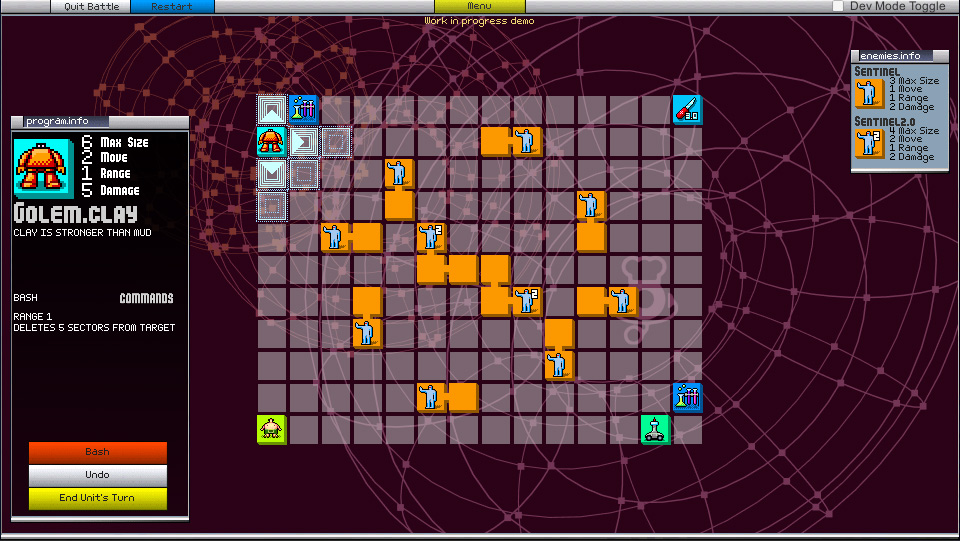 Quit Battle
Restart
Menu
Dev Mode Toggle
Work in progress demo
program.info
6 Max Size
2 Move
1 Range
5 Damage
Golem.clay
CLAY IS STRONGER THAN MUD
BASH
COMMANDS
RANGE 1
DELETES 5 SECTORS FROM TARGET
Bash
Undo
End Unit's Turn
enemies.info
Sentinel
3 Max Size
1 Move
1 Range
2 Damage
Sentinel2.0
4 Max Size
2 Move
1 Range
2 Damage
2
2